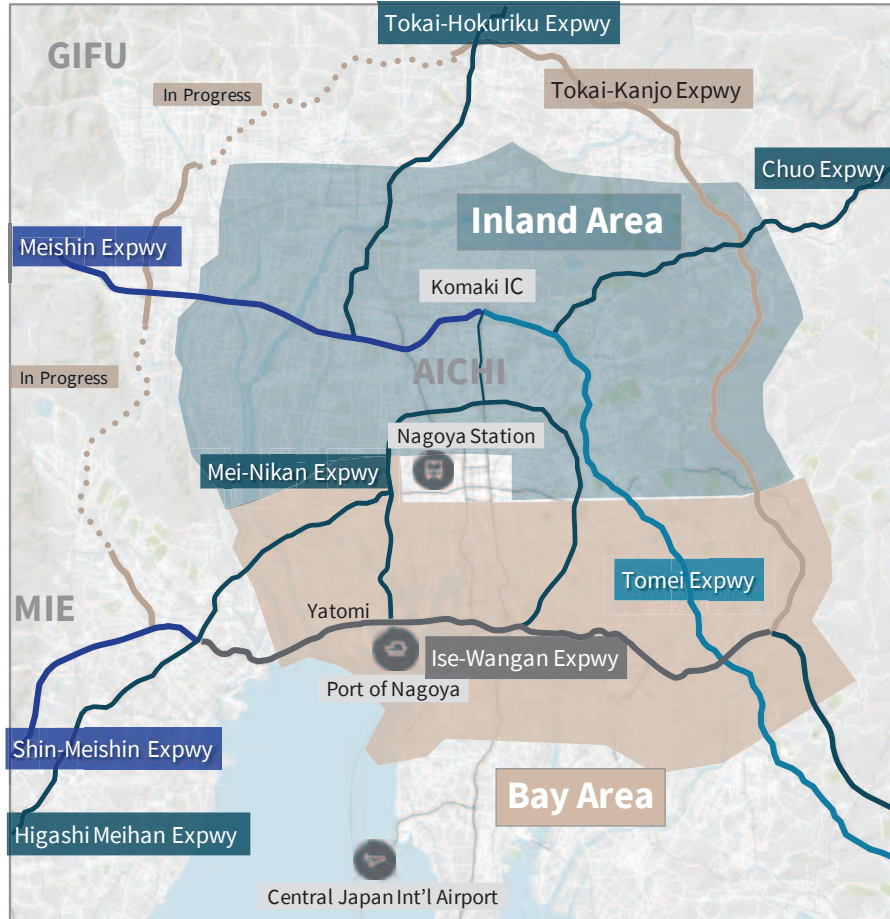 Tokai-Hokuriku Expwy
GIFU
In Progress
Tokai-Kanjo Expwy
Chuo Expwy
Inland Area
Meishin Expwy
Komaki IC
In Progress
AICHI
Nagoya Station
Mei-Nikan Expwy
Tomei Expwy
MIE
Yatomi
Ise-Wangan Expwy
Port of Nagoya
Shin-Meishin Expwy
Bay Area
Higashi Meihan Expwy
Central Japan Int'l Airport